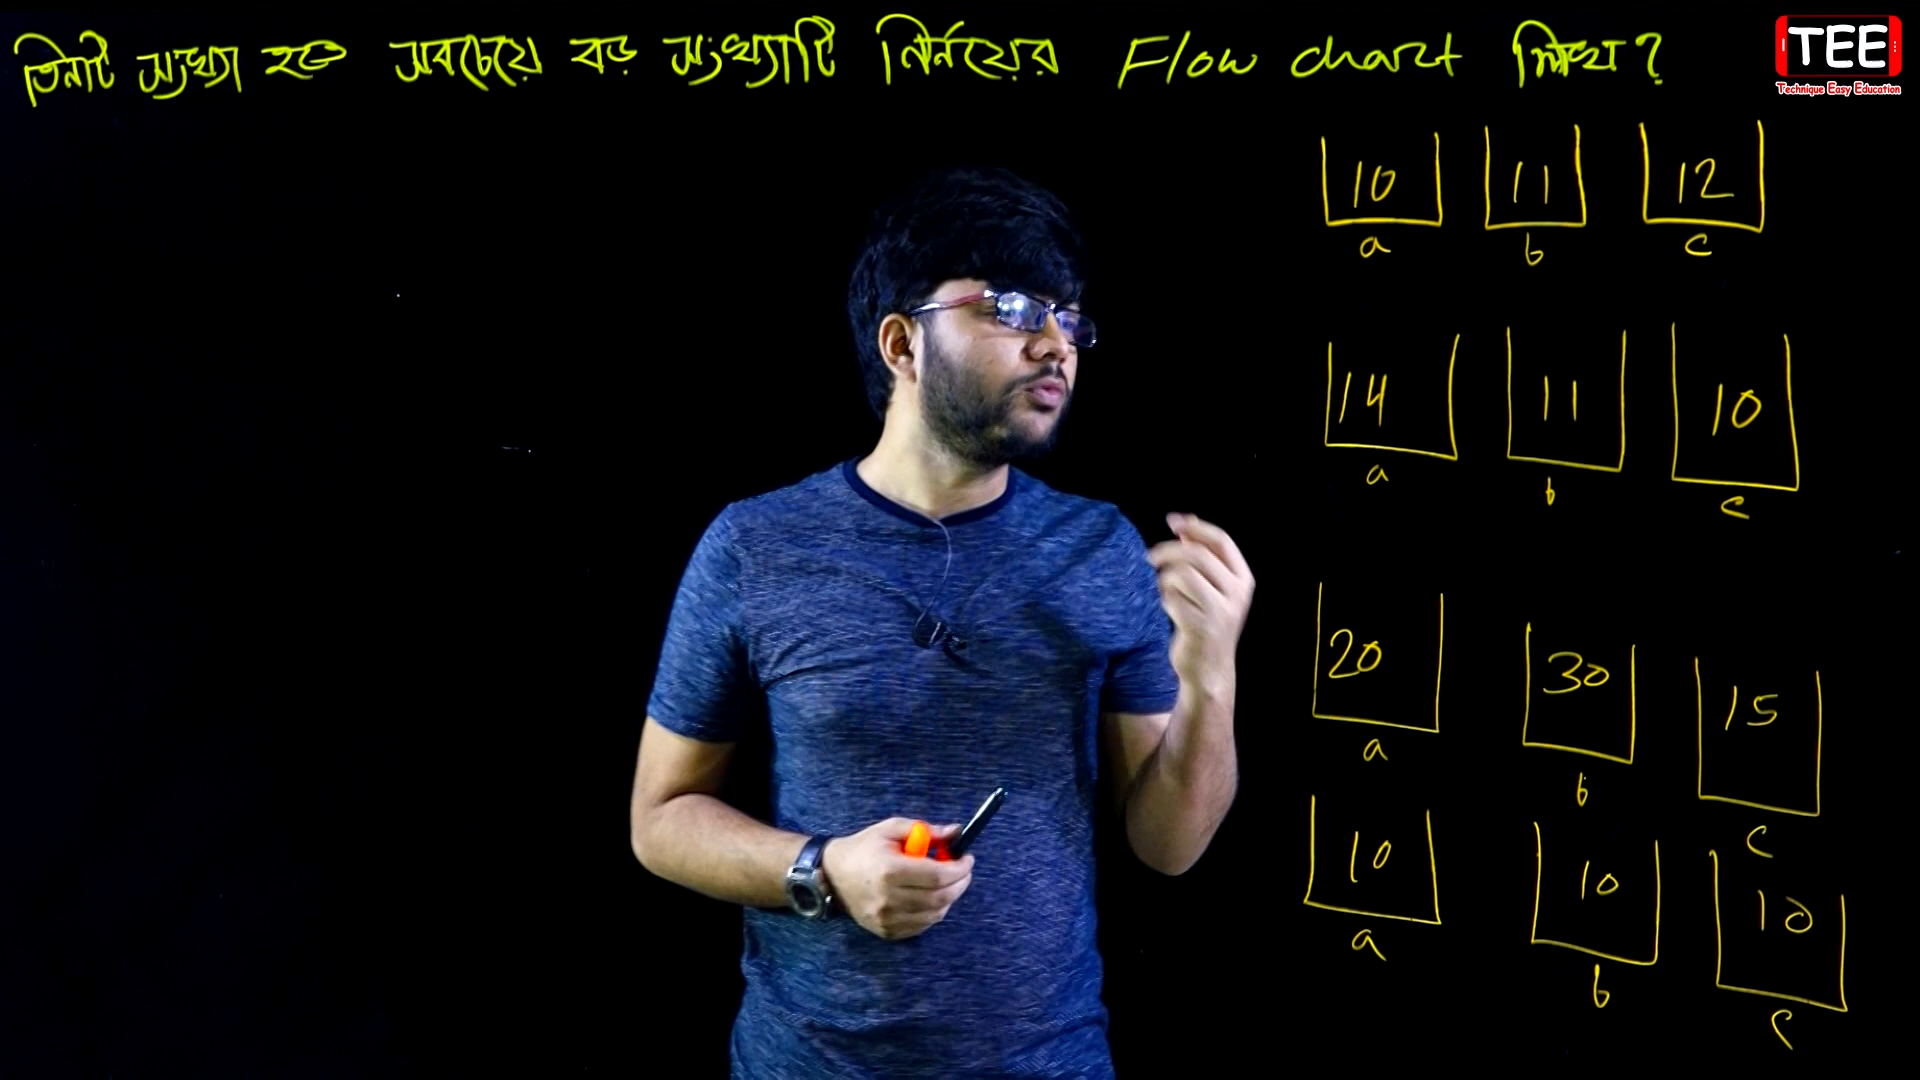 তিনটি সংখ্যা হতে সবচেয়ে বড় সংখ্যাটি নির্নয়ের Flow chart লিখ?
TEE
Technique Easy Education
10 11 12
a b c
14 11 10
a b c
20 30 15
a b c
10 10 10
a b c